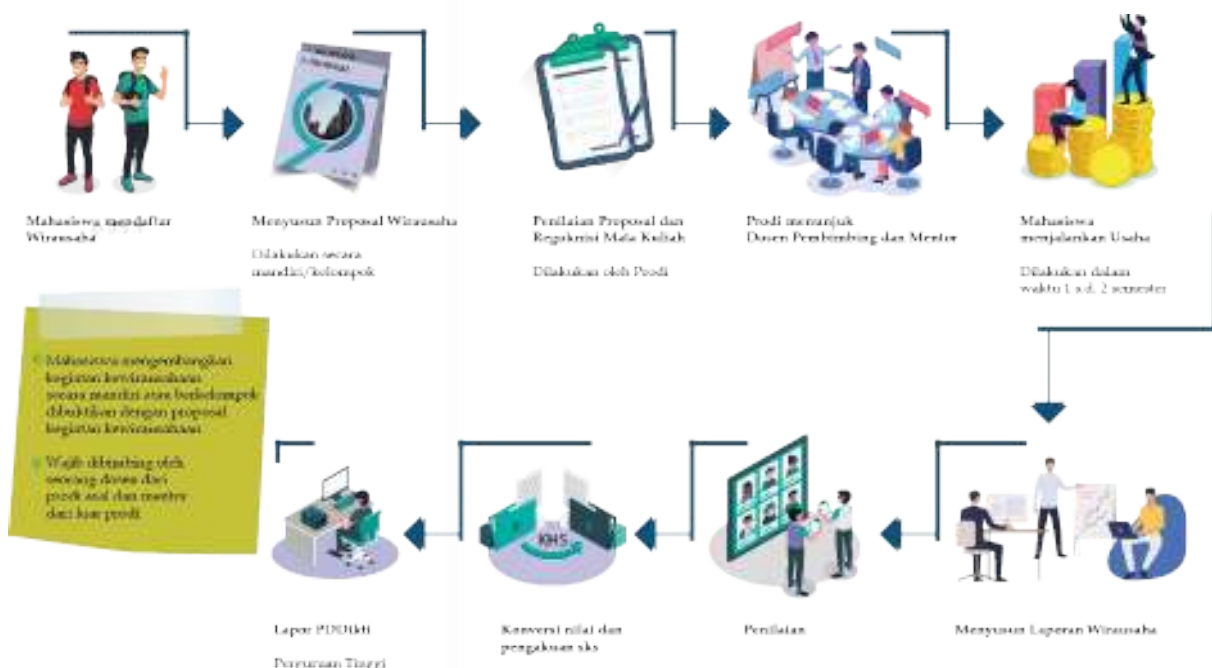 Mahasiswa mendaftar
Wirausaha
Menyusun Proposal Wirausaha
Dilakukan secara
mandiri/kelompok
Penilaian Proposal dan
Regoknisi Mata Kuliah
Dilakukan oleh Prodi
Prodi menunjuk
Dosen Pembimbing dan Mentor
Mahasiswa
menjalankan Usaha
Dilakukan dalam
waktu 1 s.d. 2 semester
Mahasiswa mengembangkan
kegiatan kewirausahaan
secara mandiri atau berkelompok
dibuktikan dengan proposal
kegiatan kewirausahaan
Wajib dibimbing oleh
seorang dosen dari
prodi asal dan mentor
dari luar prodi
KHS
Lapor PDDikti
Perguruan Tinggi
Konversi nilai dan
pengakuan sks
Penilaian
Menyusun Laporan Wirausaha